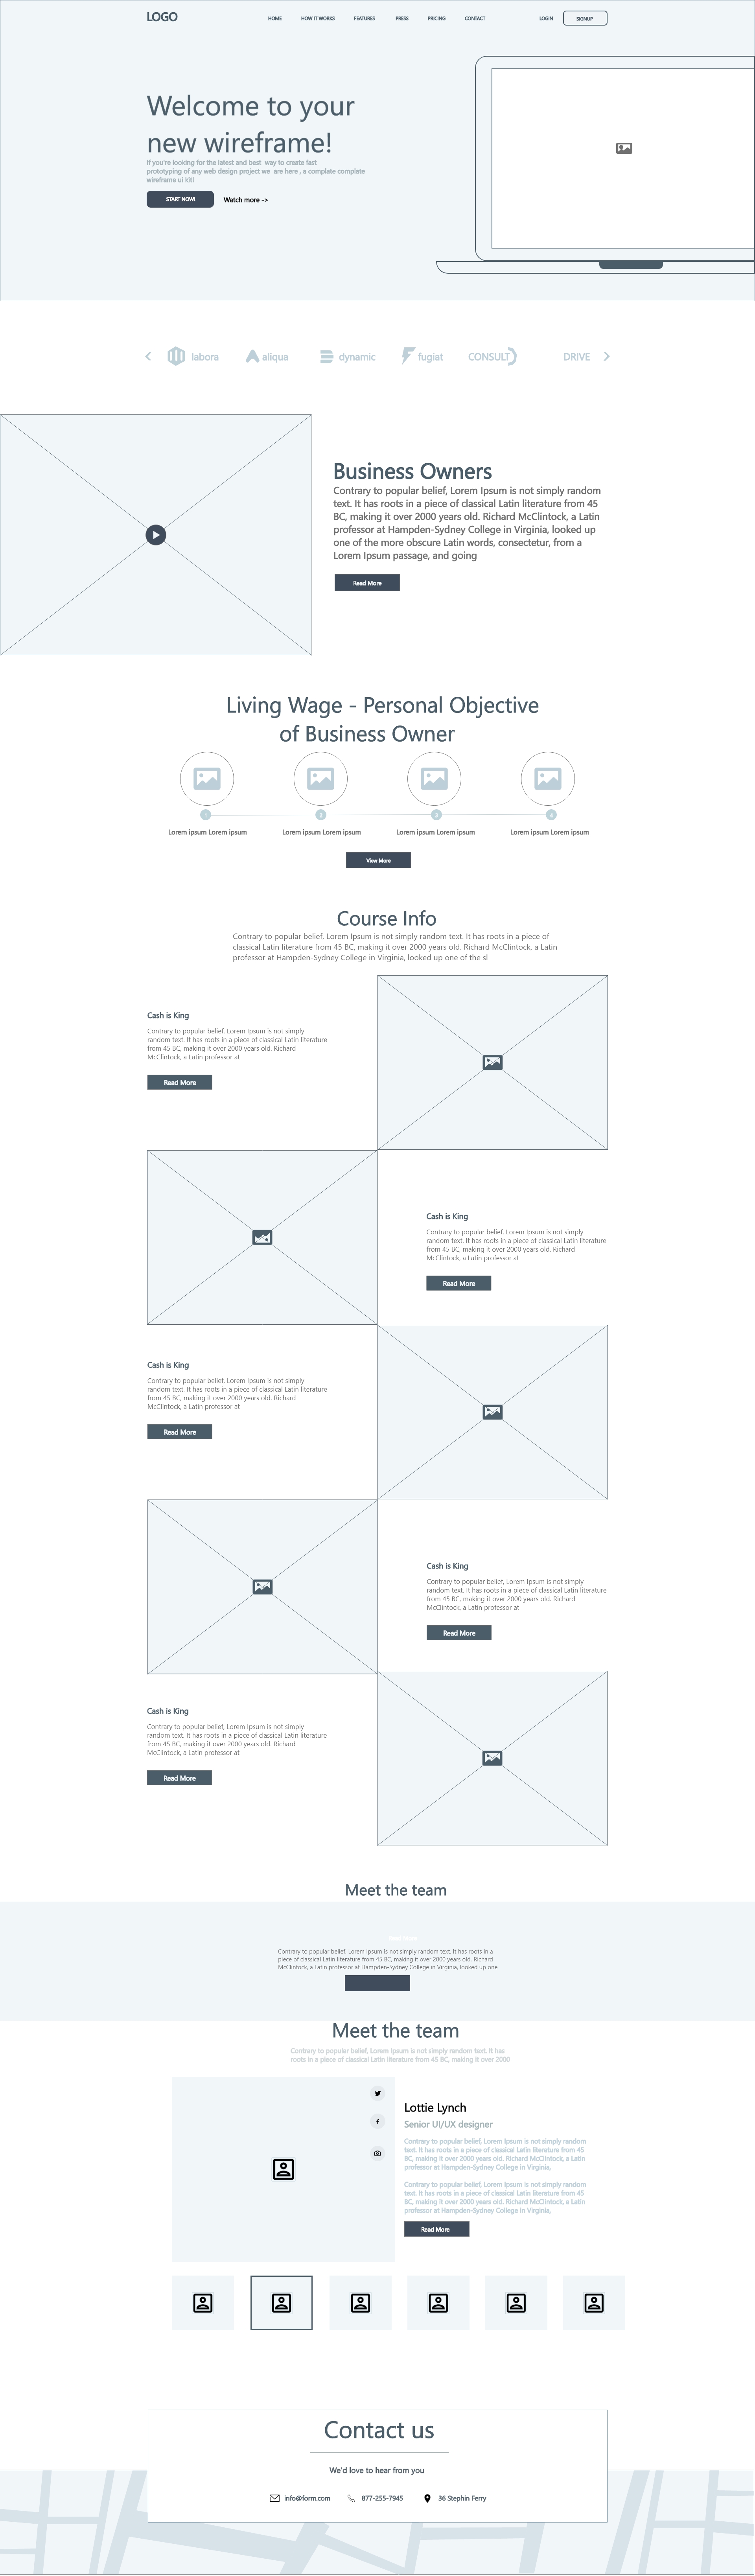 LOGO
HOME
HOW IT WORKS
FEATURES
PRESS
PRICING
CONTACT
LOGIN
SIGNUP
Welcome to your
new wireframe!
If you're looking for the latest and best way to create fast
prototyping of any web design project we are here , a complete complate
wireframe ui kit!
START NOW!
Watch more ->
labora
aliqua
dynamic
fugiat
CONSULT
DRIVE
Business Owners
Contrary to popular belief, Lorem Ipsum is not simply random
text. It has roots in a piece of classical Latin literature from 45
BC, making it over 2000 years old. Richard McClintock, a Latin
professor at Hampden-Sydney College in Virginia, looked up
one of the more obscure Latin words, consectetur, from a
Lorem Ipsum passage, and going
Read More
Living Wage - Personal Objective
of Business Owner
1
2
3
4
Lorem ipsum Lorem ipsum
Lorem ipsum Lorem ipsum
Lorem ipsum Lorem ipsum
Lorem ipsum Lorem ipsum
View More
Course Info
Contrary to popular belief, Lorem Ipsum is not simply random text. It has roots in a piece of
classical Latin literature from 45 BC, making it over 2000 years old. Richard McClintock, a Latin
professor at Hampden-Sydney College in Virginia, looked up one of the sl
Cash is King
Contrary to popular belief, Lorem Ipsum is not simply
random text. It has roots in a piece of classical Latin literature
from 45 BC, making it over 2000 years old. Richard
McClintock, a Latin professor at
Read More
Cash is King
Contrary to popular belief, Lorem Ipsum is not simply
random text. It has roots in a piece of classical Latin literature
from 45 BC, making it over 2000 years old. Richard
McClintock, a Latin professor at
Read More
Cash is King
Contrary to popular belief, Lorem Ipsum is not simply
random text. It has roots in a piece of classical Latin literature
from 45 BC, making it over 2000 years old. Richard
McClintock, a Latin professor at
Read More
Cash is King
Contrary to popular belief, Lorem Ipsum is not simply
random text. It has roots in a piece of classical Latin literature
from 45 BC, making it over 2000 years old. Richard
McClintock, a Latin professor at
Read More
Cash is King
Contrary to popular belief, Lorem Ipsum is not simply
random text. It has roots in a piece of classical Latin literature
from 45 BC, making it over 2000 years old. Richard
McClintock, a Latin professor at
Read More
Meet the team
Contrary to popular belief, Lorem Ipsum is not simply random text. It has roots in a
piece of classical Latin literature from 45 BC, making it over 2000 years old. Richard
McClintock, a Latin professor at Hampden-Sydney College in Virginia, looked up one
Meet the team
Contrary to popular belief, Lorem Ipsum is not simply random text. It has
roots in a piece of classical Latin literature from 45 BC, making it over 2000
Lottie Lynch
Senior UI/UX designer
Contrary to popular belief, Lorem Ipsum is not simply random
text. It has roots in a piece of classical Latin literature from 45
BC, making it over 2000 years old. Richard McClintock, a Latin
professor at Hampden-Sydney College in Virginia,
Contrary to popular belief, Lorem Ipsum is not simply random
text. It has roots in a piece of classical Latin literature from 45
BC, making it over 2000 years old. Richard McClintock, a Latin
professor at Hampden-Sydney College in Virginia,
Read More
Contact us
We'd love to hear from you
info@form.com
877-255-7945
36 Stephin Ferry